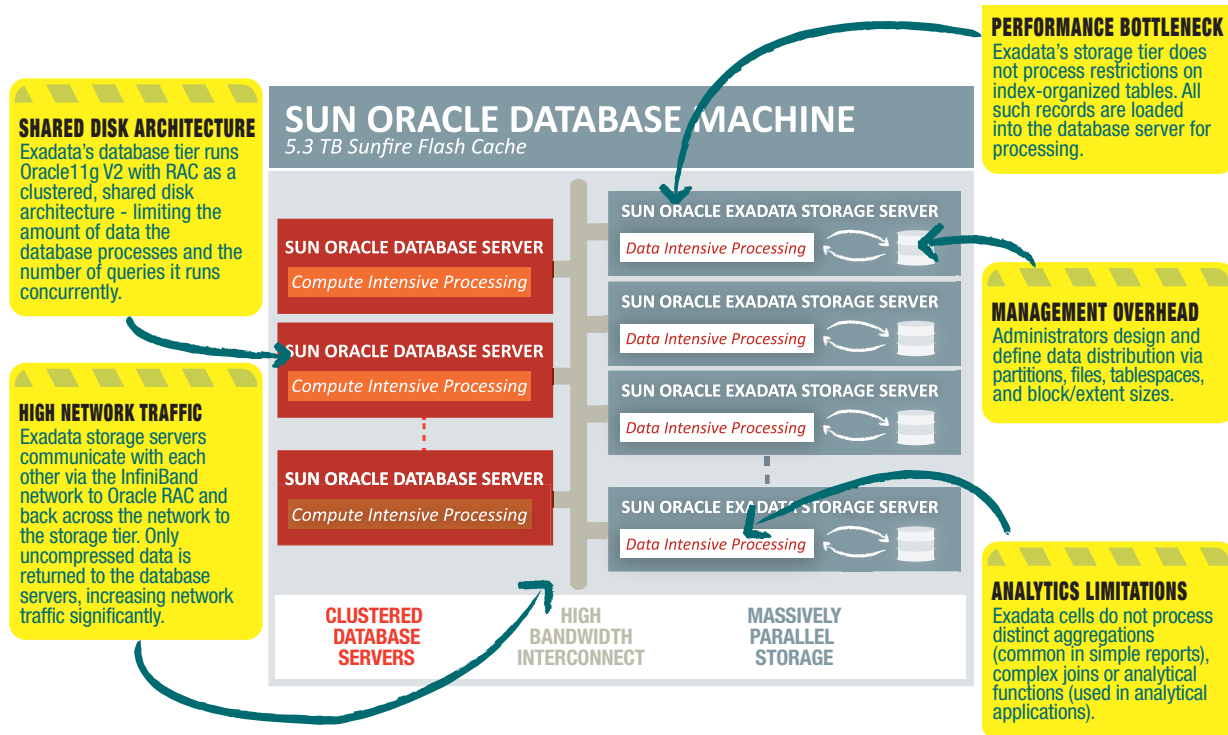 SHARED DISK ARCHITECTURE
Exadata's database tier runs
Oracle11g V2 with RAC as a
clustered, shared disk
architecture - limiting the
amount of data the
database processes and the
number of queries it runs
concurrently.
HIGH NETWORK TRAFFIC
Exadata storage servers
communicate with each
other via the InfiniBand
network to Oracle RAC and
back across the network to
the storage tier. Only
uncompressed data is
returned to the database
servers, increasing network
traffic significantly.
SUN ORACLE DATABASE MACHINE
5.3 TB Sunfire Flash Cache
SUN ORACLE DATABASE SERVER
Compute Intensive Processing
SUN ORACLE DATABASE SERVER
Compute Intensive Processing
SUN ORACLE DATABASE SERVER
Compute Intensive Processing
SUN ORACLE EXADATA STORAGE SERVER
Data Intensive Processing
SUN ORACLE EXADATA STORAGE SERVER
Data Intensive Processing
SUN ORACLE EXADATA STORAGE SERVER
Data Intensive Processing
SUN ORACLE EXADATA STORAGE SERVER
Data Intensive Processing
CLUSTERED
DATABASE
SERVERS
HIGH
BANDWIDTH
INTERCONNECT
MASSIVELY
PARALLEL
STORAGE
PERFORMANCE BOTTLENECK
Exadata's storage tier does
not process restrictions on
index-organized tables. All
such records are loaded
into the database server for
processing.
MANAGEMENT OVERHEAD
Administrators design and
define data distribution via
partitions, files, tablespaces,
and block/extent sizes.
ANALYTICS LIMITATIONS
Exadata cells do not process
distinct aggregations
(common in simple reports),
complex joins or analytical
functions (used in analytical
applications).